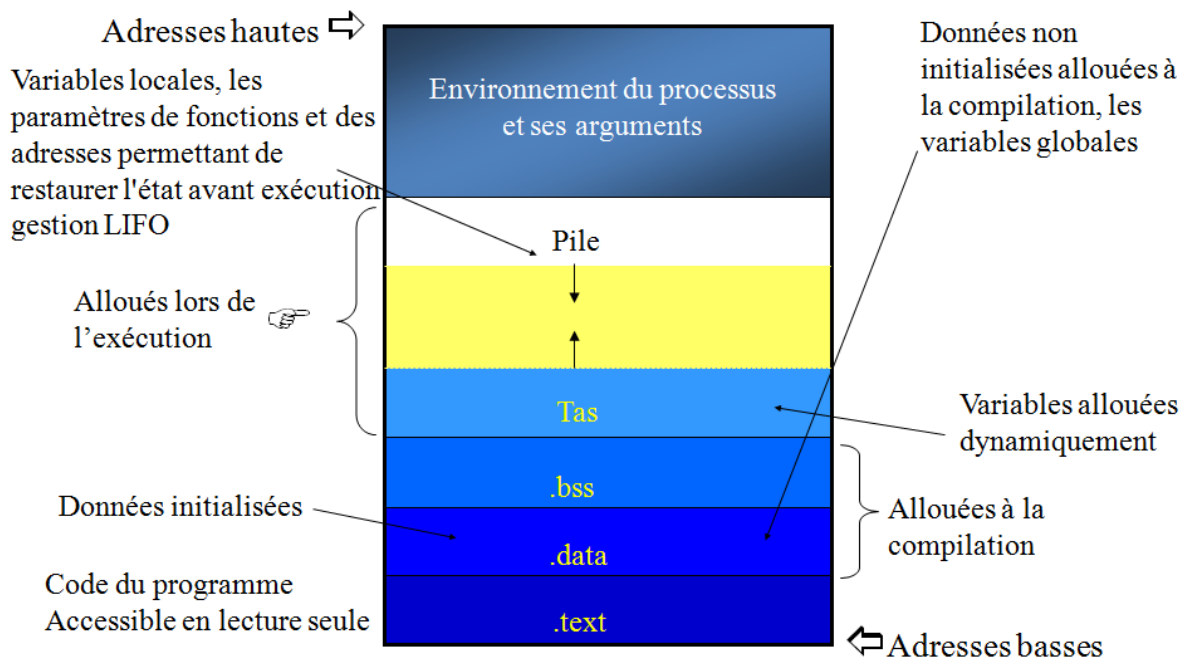 Adresses hautes
Variables locales, les
paramètres de fonctions et des
adresses permettant de
restaurer l'état avant exécution
gestion LIFO
Environnement du processus
et ses arguments
Données non
initialisées allouées à
la compilation, les
variables globales
Pile
Alloués lors de
l’exécution
Tas
Variables allouées
dynamiquement
.bss
Données initialisées
.data
Allouées à la
compilation
Code du programme
Accessible en lecture seule
.text
Adresses basses